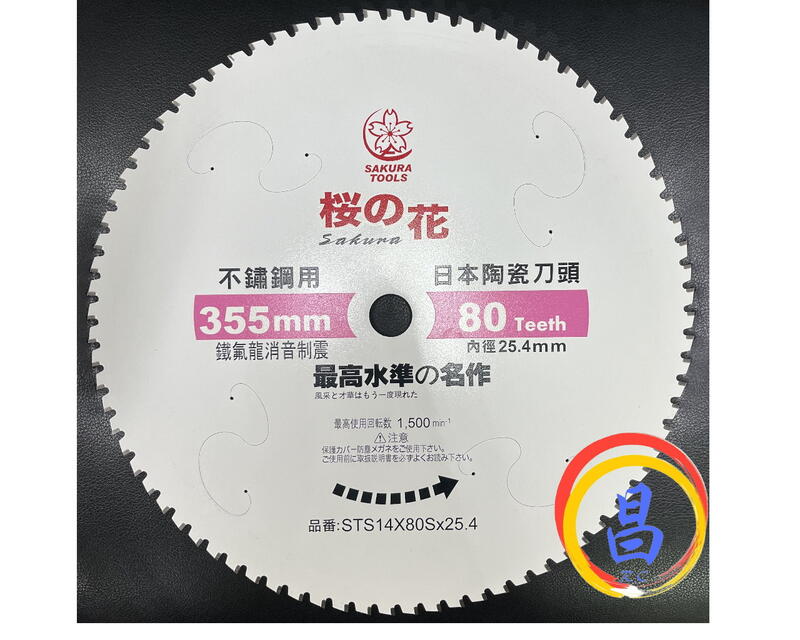 SAKURA
TOOLS
桜の花
Sakura
不鏽鋼用
日本陶瓷刀頭
355mm
80 Teeth
鐵氟龍消音制震
內徑25.4mm
最高水準の名作
風采と才華はもう一度現れた
最高使用回転数 1,500 min⁻¹
⚠注意
保護カバー防塵メガネをご使用下さい。
ご使用前に取扱説明書を必ずよくお読み下さい。
品番:STS14X80Sx25.4
昌